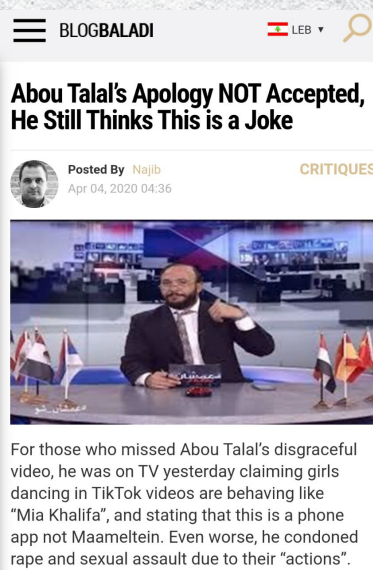 BLOGBALADI
LEB ▼
Abou Talal’s Apology NOT Accepted,
He Still Thinks This is a Joke
Posted By Najib
CRITIQUES
Apr 04, 2020 04:36
For those who missed Abou Talal’s disgraceful
video, he was on TV yesterday claiming girls
dancing in TikTok videos are behaving like
“Mia Khalifa”, and stating that this is a phone
app not Maameltein. Even worse, he condoned
rape and sexual assault due to their “actions”.